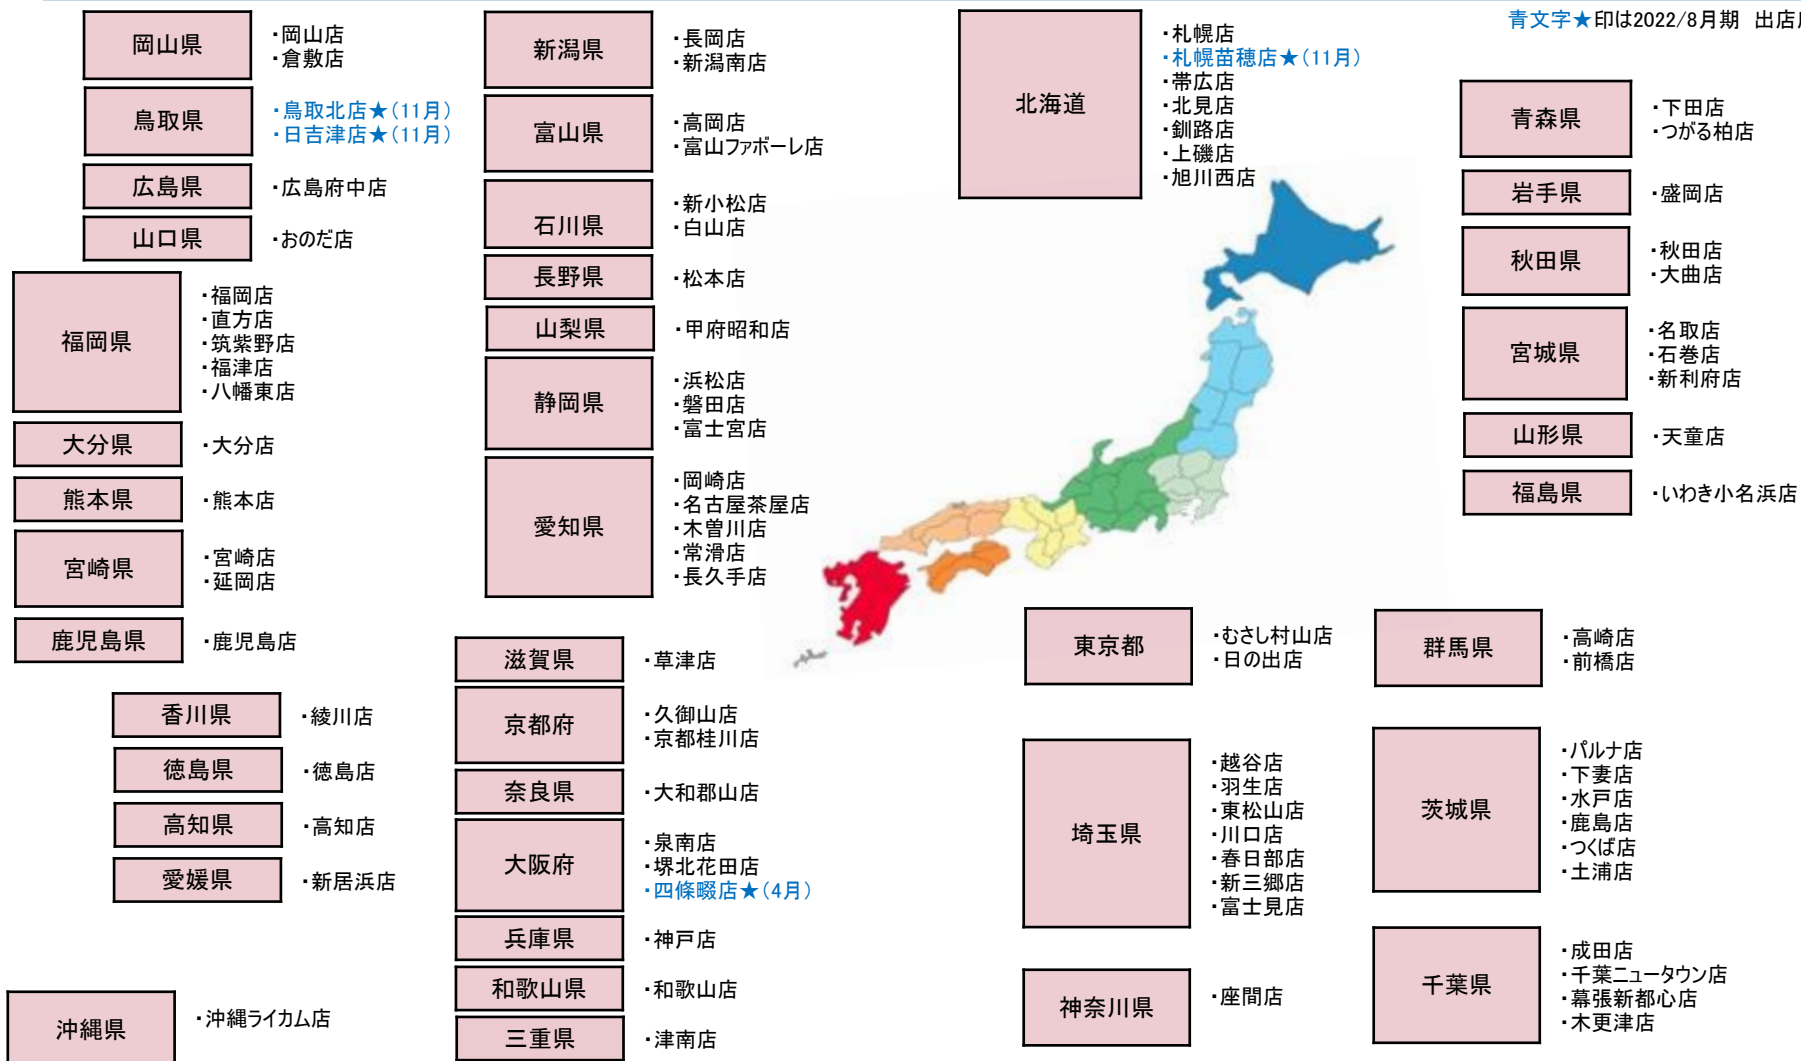 青文字★印は2022/8月期 出店
岡山県
・岡山店
・倉敷店
鳥取県
・鳥取北店★(11月)
・日吉津店★(11月)
広島県
・広島府中店
山口県
・おのだ店
福岡県
・福岡店
・直方店
・筑紫野店
・福津店
・八幡東店
大分県
・大分店
熊本県
・熊本店
宮崎県
・宮崎店
・延岡店
鹿児島県
・鹿児島店
香川県
・綾川店
徳島県
・徳島店
高知県
・高知店
愛媛県
・新居浜店
沖縄県
・沖縄ライカム店
新潟県
・長岡店
・新潟南店
富山県
・高岡店
・富山ファボーレ店
石川県
・新小松店
・白山店
長野県
・松本店
山梨県
・甲府昭和店
静岡県
・浜松店
・磐田店
・富士宮店
愛知県
・岡崎店
・名古屋茶屋店
・木曽川店
・常滑店
・長久手店
滋賀県
・草津店
京都府
・久御山店
・京都桂川店
奈良県
・大和郡山店
大阪府
・泉南店
・堺北花田店
・四條畷店★(4月)
兵庫県
・神戸店
和歌山県
・和歌山店
三重県
・津南店
北海道
・札幌店
・札幌苗穂店★(11月)
・帯広店
・北見店
・釧路店
・上磯店
・旭川西店
青森県
・下田店
・つがる柏店
岩手県
・盛岡店
秋田県
・秋田店
・大曲店
宮城県
・名取店
・石巻店
・新利府店
山形県
・天童店
福島県
・いわき小名浜店
東京都
・むさし村山店
・日の出店
群馬県
・高崎店
・前橋店
埼玉県
・越谷店
・羽生店
・東松山店
・川口店
・春日部店
・新三郷店
・富士見店
茨城県
・パルナ店
・下妻店
・水戸店
・鹿島店
・つくば店
・土浦店
神奈川県
・座間店
千葉県
・成田店
・千葉ニュータウン店
・幕張新都心店
・木更津店